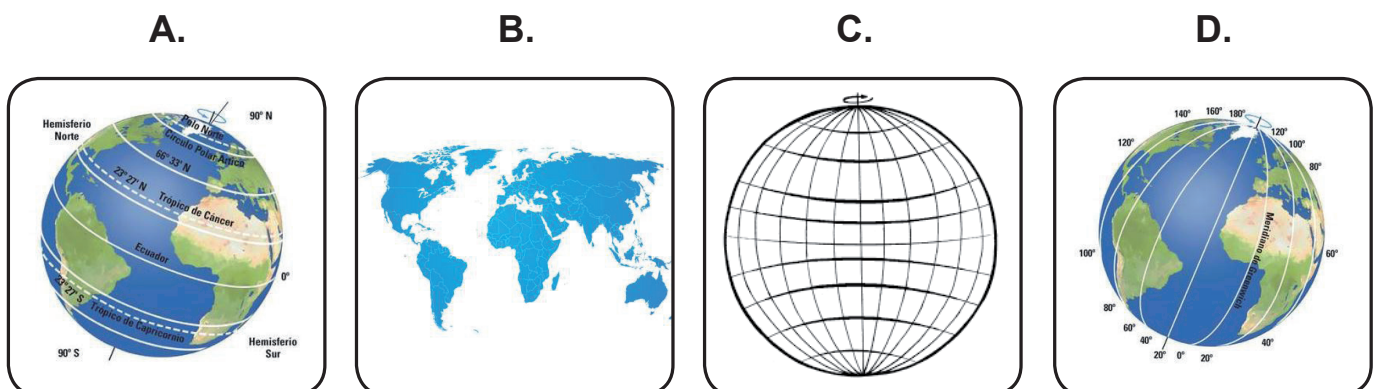 A.
B.
C.
D.
Hemisferio
Norte
90° N
Polo Norte
Círculo Polar Ártico
66° 33' N
23° 27' N
Trópico de Cáncer
Ecuador
0°
23° 27' S
Trópico de Capricornio
90° S
Hemisferio
Sur
140°
160°
180°
120°
120°
100°
80°
60°
100°
80°
60°
40°
20°
0°
20°
40°
Meridiano de Greenwich